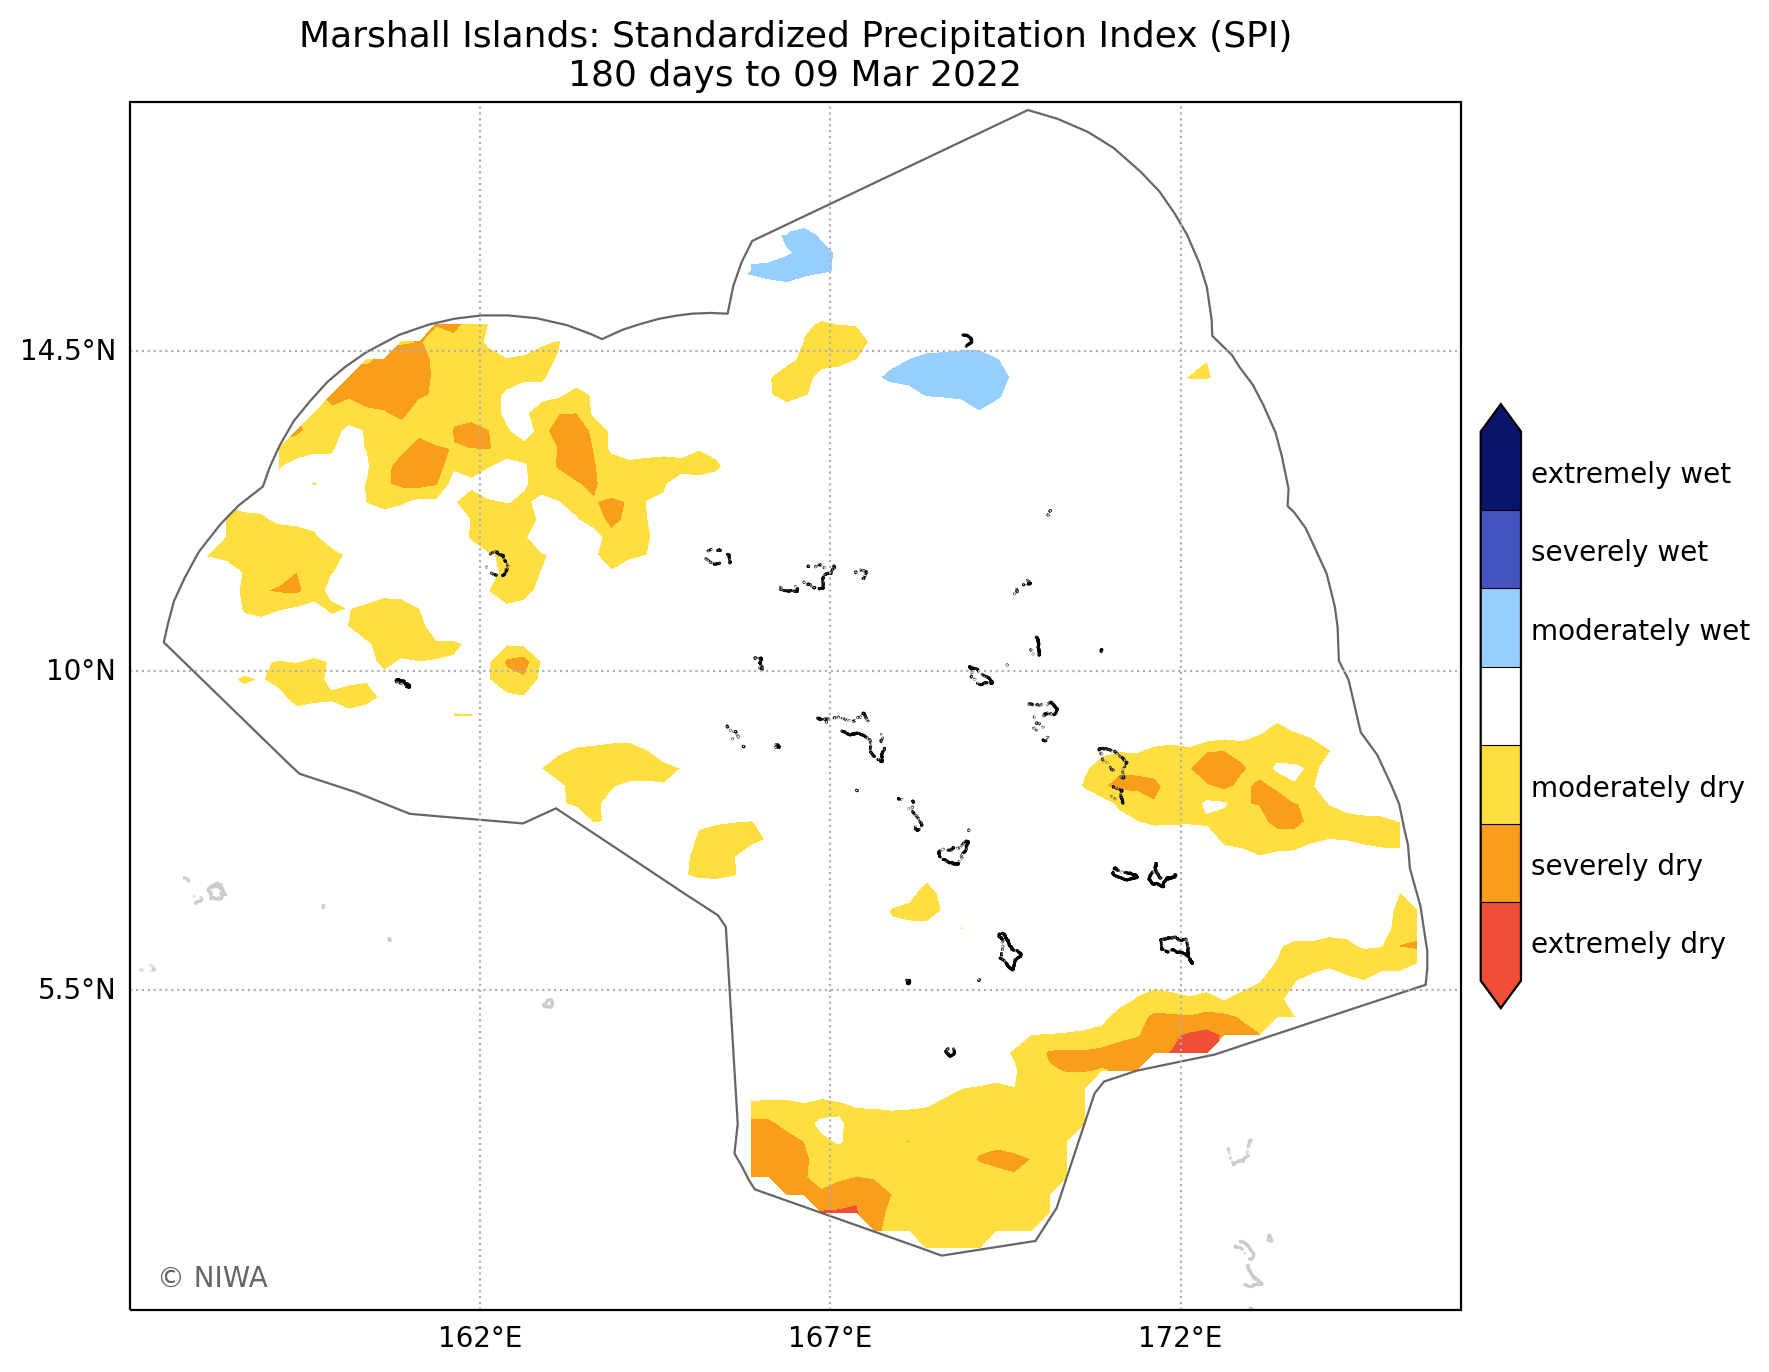 Marshall Islands: Standardized Precipitation Index (SPI)
180 days to 09 Mar 2022
14.5°N
10°N
5.5°N
162°E
167°E
172°E
extremely wet
severely wet
moderately wet
moderately dry
severely dry
extremely dry
© NIWA